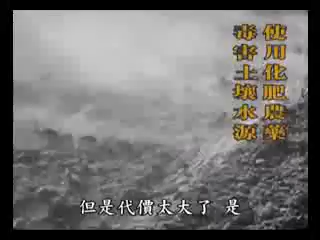 使用化肥農藥
毒害土壤水源
但是代價太大了 是